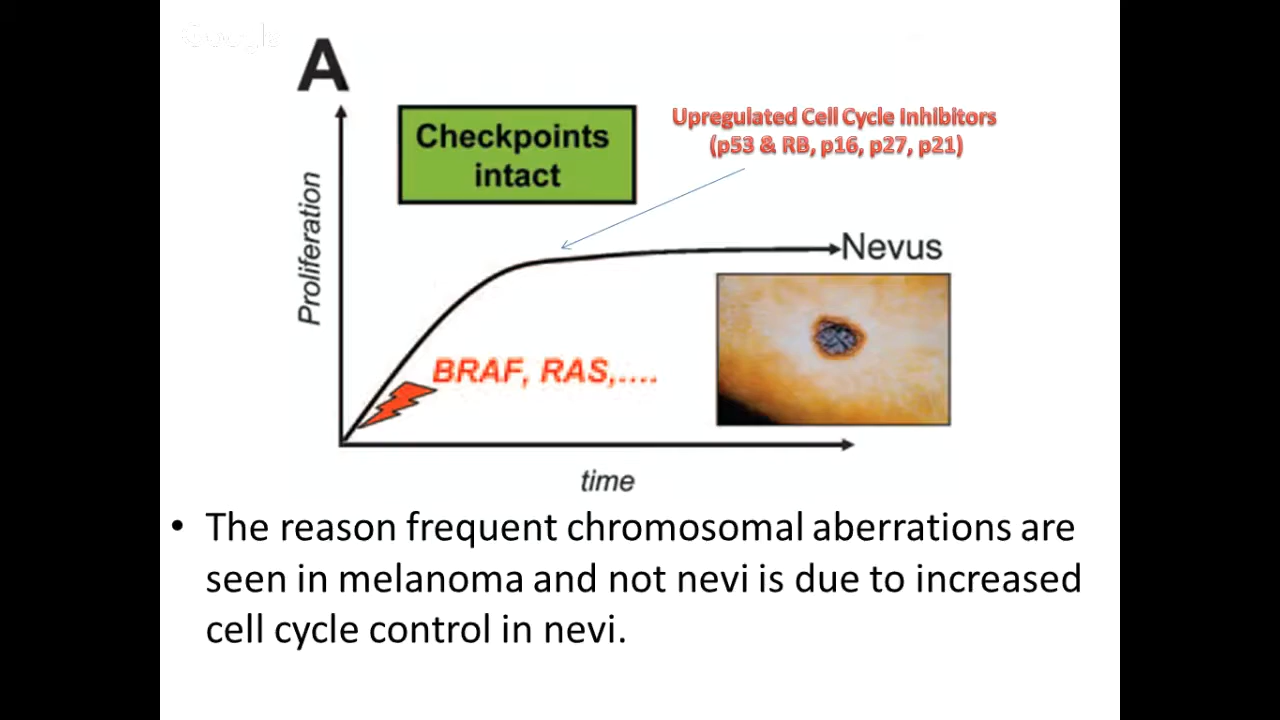 Google
A
Checkpoints
intact
Upregulated Cell Cycle Inhibitors
(p53 & RB, p16, p27, p21)
Proliferation
Nevus
BRAF, RAS,....
time
• The reason frequent chromosomal aberrations are
seen in melanoma and not nevi is due to increased
cell cycle control in nevi.